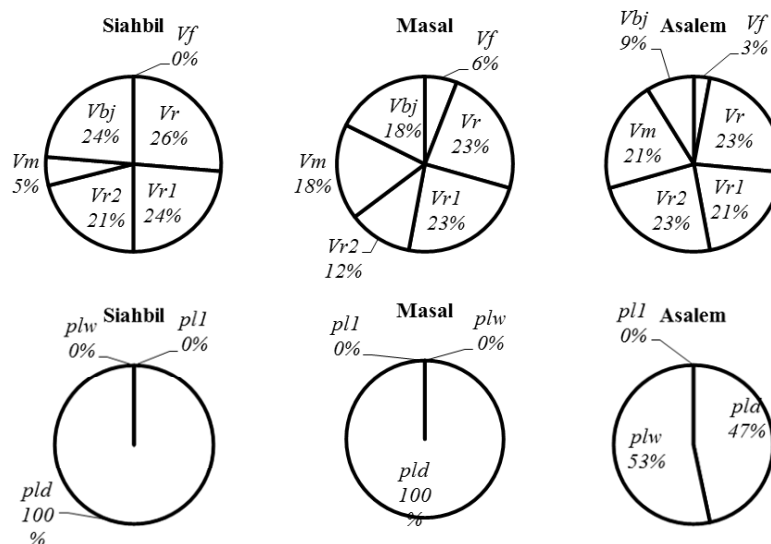 Siahbil
Vf
0%
Vr
26%
Vr1
24%
Vr2
21%
Vm
5%
Vbj
24%
Masal
Vf
6%
Vr
23%
Vr1
23%
Vr2
12%
Vm
18%
Vbj
18%
Asalem
Vf
3%
Vr
23%
Vr1
21%
Vr2
23%
Vm
21%
Vbj
9%
Siahbil
plw
0%
pl1
0%
pld
100
%
Masal
pl1
0%
plw
0%
pld
100
%
Asalem
pl1
0%
pld
47%
plw
53%